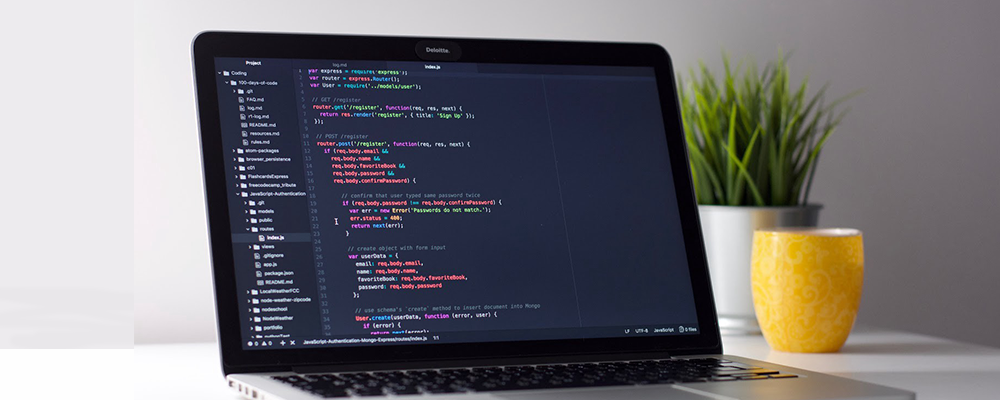 Deloitte.
Project
log.md
index.js
Coding
100-days-of-code
.git
FAQ.md
log.md
r1-log.md
README.md
resources.md
rules.md
atom-packages
browser_persistence
c01
FlashcardsExpress
freecodecamp_tribute
JavaScript-Authentication
.git
models
public
routes
index.js
views
.gitignore
app.js
package.json
README.md
LocalWeatherFCC
node-weather-zipcode
nodeschool
NodeWeather
portfolio
var express = require('express');
var router = express.Router();
var User = require('../models/user');
// GET /register
router.get('/register', function(req, res, next) {
return res.render('register', { title: 'Sign Up' });
});
// POST /register
router.post('/register', function(req, res, next) {
if (req.body.email &&
req.body.name &&
req.body.favoriteBook &&
req.body.password &&
req.body.confirmPassword) {
// confirm that user typed same password twice
if (req.body.password !== req.body.confirmPassword) {
var err = new Error('Passwords do not match.');
err.status = 400;
return next(err);
}
// create object with form input
var userData = {
email: req.body.email,
name: req.body.name,
favoriteBook: req.body.favoriteBook,
password: req.body.password
};
// use schema's `create` method to insert document into Mongo
User.create(userData, function (error, user) {
if (error) {
return next(error);
JavaScript-Authentication-Mongo-Express/routes/index.js 1:1
LF UTF-8 JavaScript 0 files